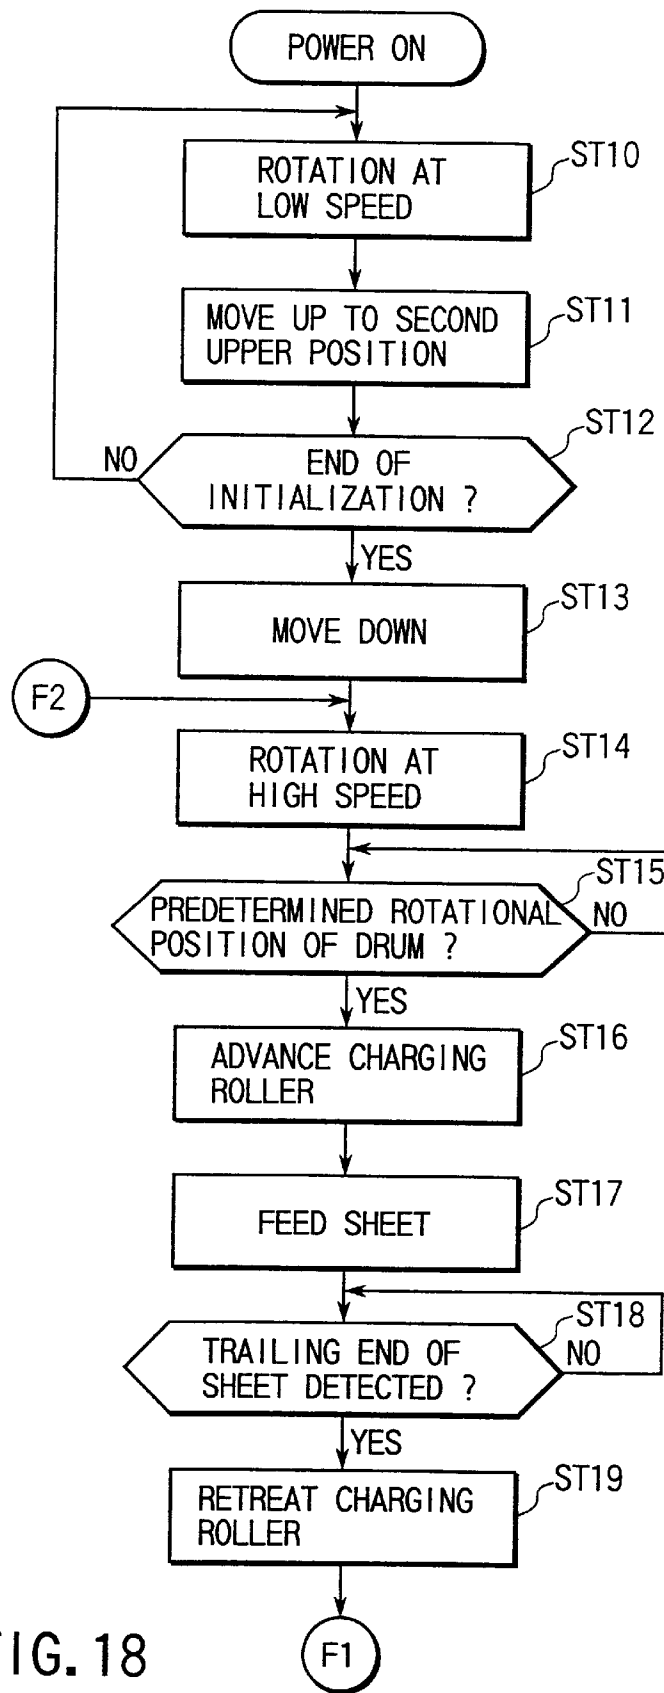 POWER ON
ROTATION AT
LOW SPEED
ST10
MOVE UP TO SECOND
UPPER POSITION
ST11
END OF
INITIALIZATION ?
ST12
NO
YES
MOVE DOWN
ST13
F2
ROTATION AT
HIGH SPEED
ST14
PREDETERMINED ROTATIONAL
POSITION OF DRUM ?
ST15
NO
YES
ADVANCE CHARGING
ROLLER
ST16
FEED SHEET
ST17
TRAILING END OF
SHEET DETECTED ?
ST18
NO
YES
RETREAT CHARGING
ROLLER
ST19
F1
FIG. 18